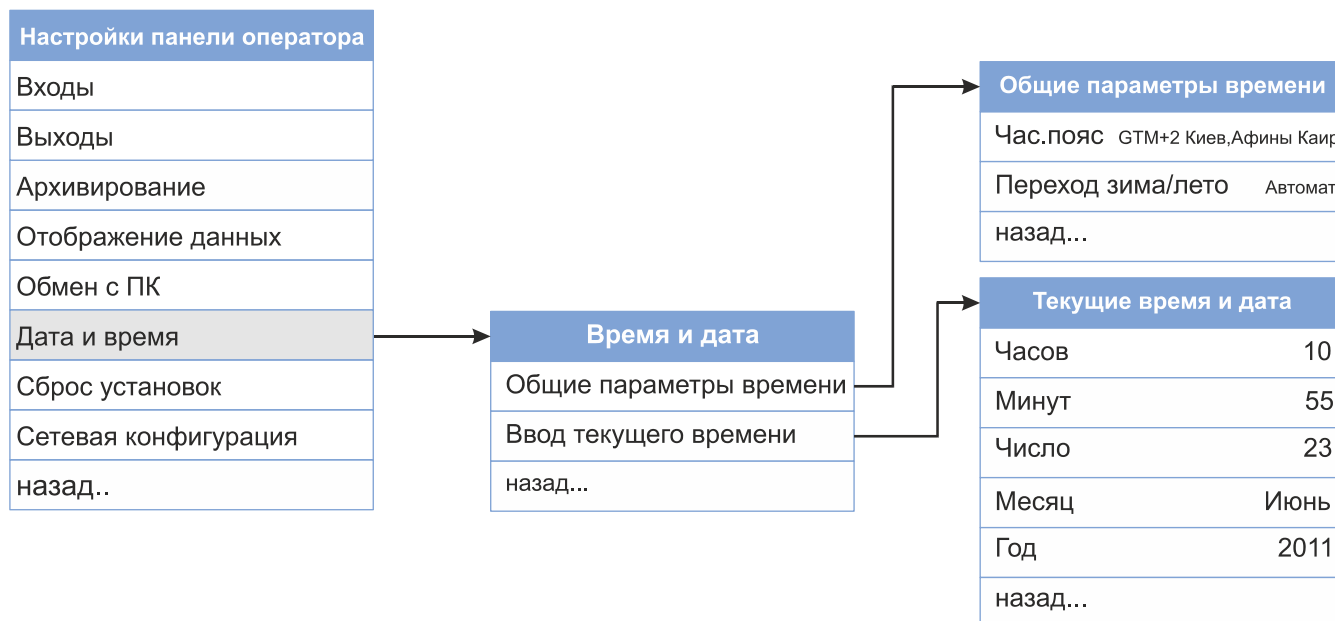 Настройки панели оператора
Входы
Выходы
Архивирование
Отображение данных
Обмен с ПК
Дата и время
Сброс установок
Сетевая конфигурация
назад..
Время и дата
Общие параметры времени
Ввод текущего времени
назад...
Общие параметры времени
Час.пояс GTM+2 Киев,Афины
Переход зима/лето
назад...
Текущие время и дата
Часов 10
Минут 55
Число 23
Месяц Июнь
Год 2011
назад...